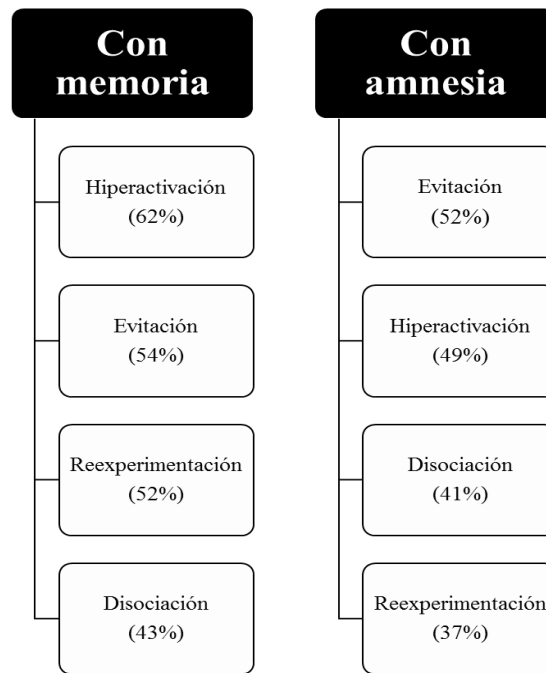 Con
memoria
Hiperactivación
(62%)
Evitación
(54%)
Reexperimentación
(52%)
Disociación
(43%)
Con
amnesia
Evitación
(52%)
Hiperactivación
(49%)
Disociación
(41%)
Reexperimentación
(37%)